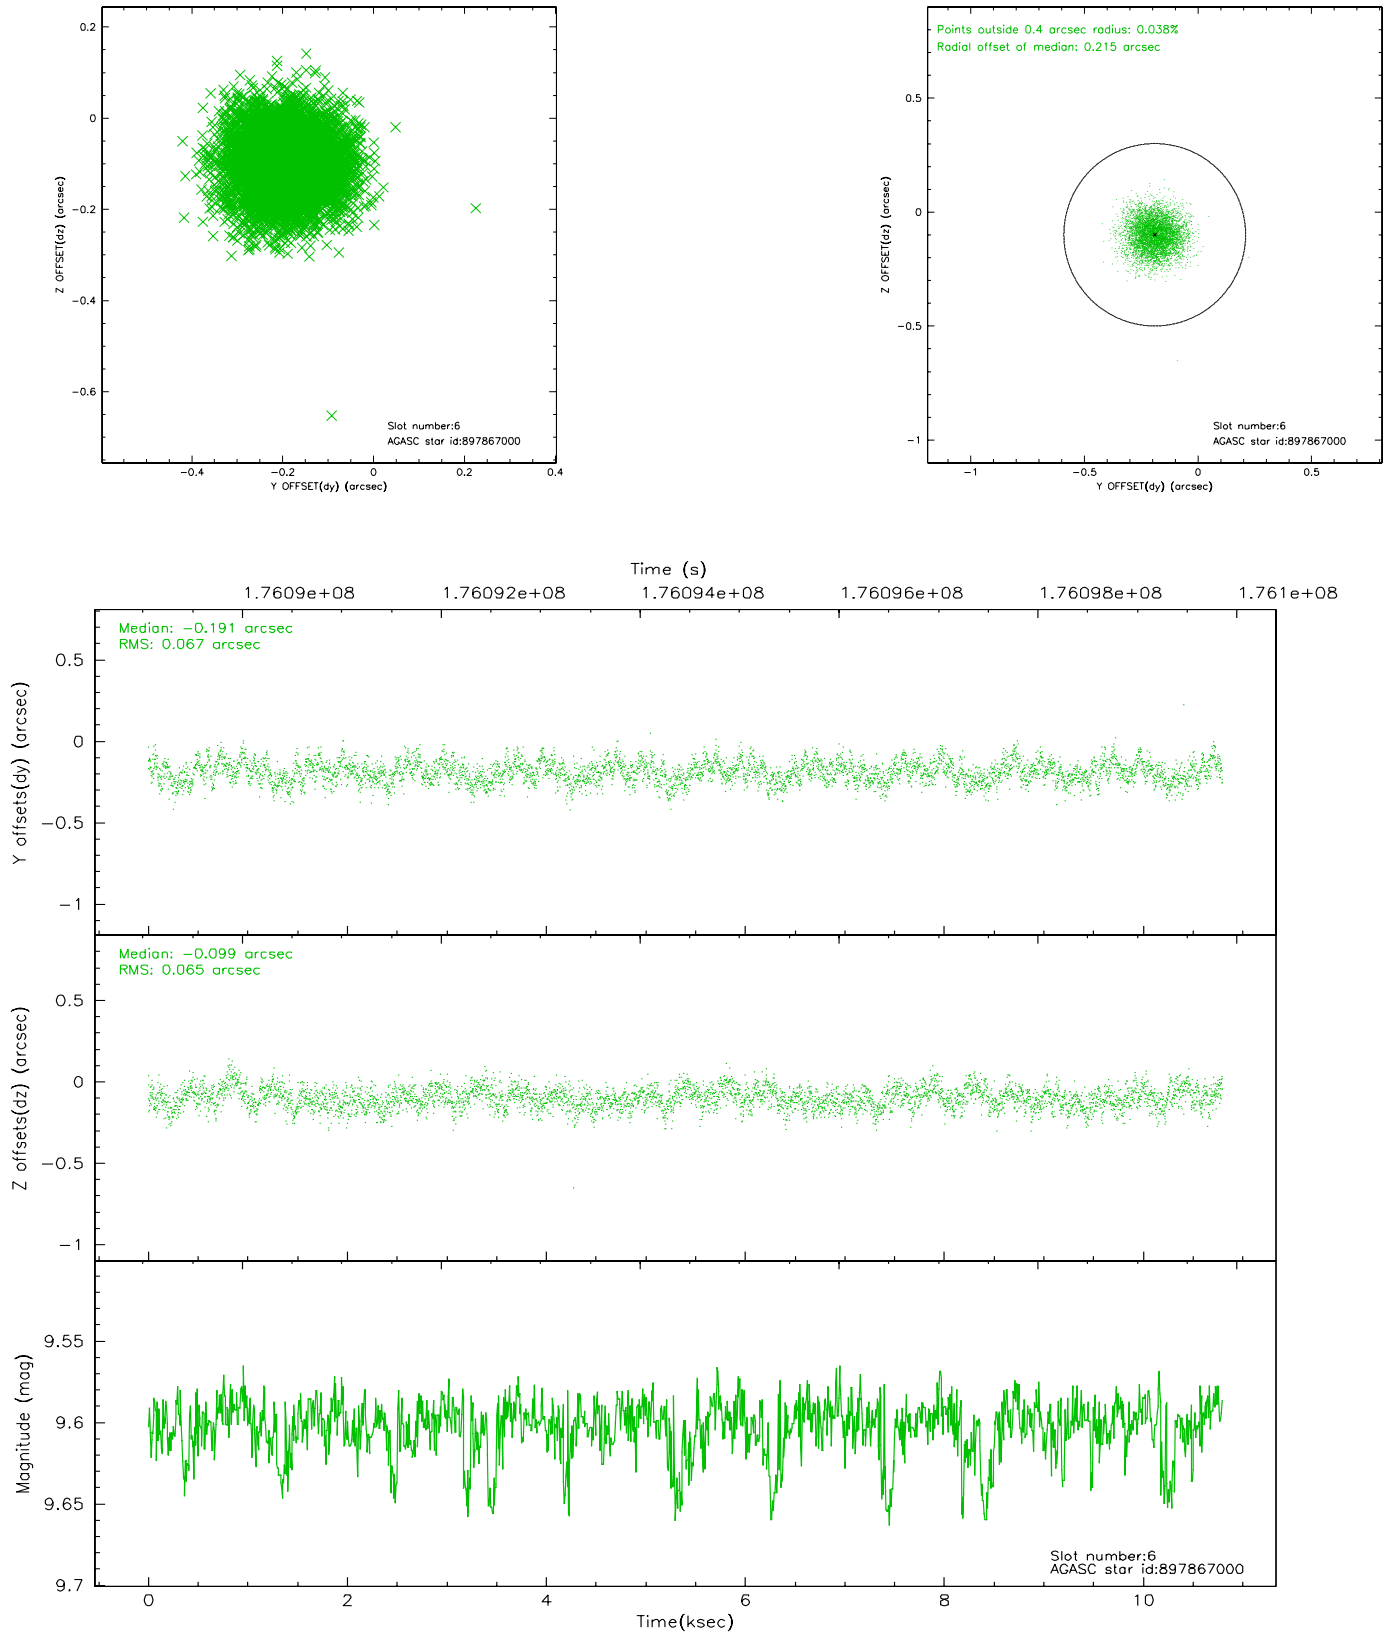 0.2
0
−0.2
−0.4
−0.6
−0.4
−0.2
0
0.2
0.4
Z OFFSET(dz) (arcsec)
Y OFFSET(dy) (arcsec)
Slot number:6
AGASC star id:897867000
Points outside 0.4 arcsec radius: 0.038%
Radial offset of median: 0.215 arcsec
0.5
0
−0.5
−1
−1
−0.5
0
0.5
Z OFFSET(dz) (arcsec)
Y OFFSET(dy) (arcsec)
Slot number:6
AGASC star id:897867000
Time (s)
1.7609e+08
1.76092e+08
1.76094e+08
1.76096e+08
1.76098e+08
1.761e+08
Median: −0.191 arcsec
RMS: 0.067 arcsec
0.5
0
−0.5
−1
Y offsets(dy) (arcsec)
Median: −0.099 arcsec
RMS: 0.065 arcsec
0.5
0
−0.5
−1
Z offsets(dz) (arcsec)
9.55
9.6
9.65
9.7
Magnitude (mag)
Slot number:6
AGASC star id:897867000
0
2
4
6
8
10
Time(ksec)